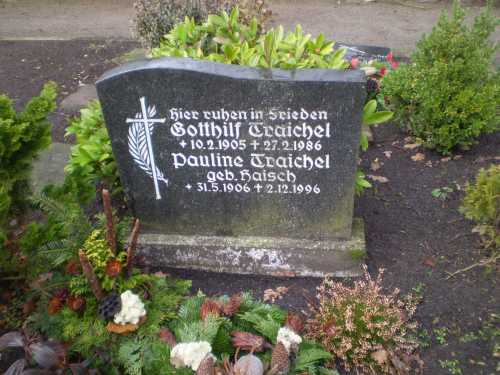 Hier ruhen in Frieden
Gotthilf Traichel
+ 10.2.1905 + 27.2.1986
Pauline Traichel
geb. Haisch
+ 31.5.1906 + 2.12.1996